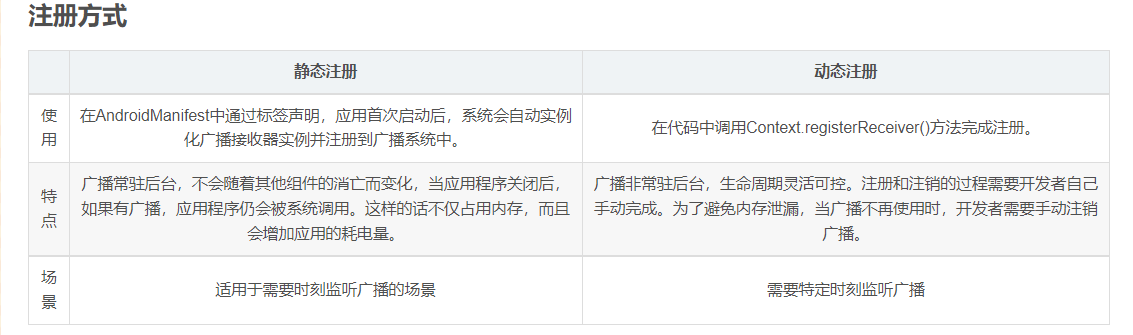 注册方式
静态注册
动态注册
使
用
在AndroidManifest中通过标签声明，应用首次启动后，系统会自动实例
化广播接收器实例并注册到广播系统中。
在代码中调用Context.registerReceiver()方法完成注册。
特
点
广播常驻后台，不会随着其他组件的消亡而变化，当应用程序关闭后，
如果有广播，应用程序仍会被系统调用。这样的话不仅占用内存，而且
会增加应用的耗电量。
广播非常驻后台，生命周期灵活可控。注册和注销的过程需要开发者自己
手动完成。为了避免内存泄漏，当广播不再使用时，开发者需要手动注销
广播。
场
景
适用于需要时刻监听广播的场景
需要特定时刻监听广播